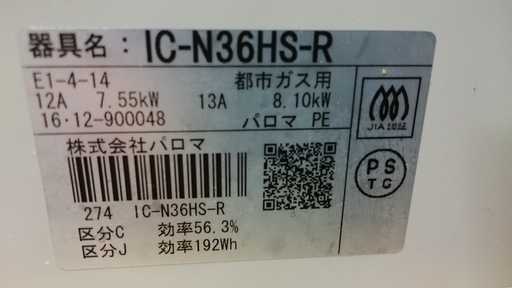 器具名: IC-N36HS-R
E1-4-14 都市ガス用
12A 7.55kW 13A 8.10kW
16・12-900048 パロマ PE
JIA認証
株式会社パロマ
PS
TG
274 IC-N36HS-R
区分C 効率56.3%
区分J 効率192Wh